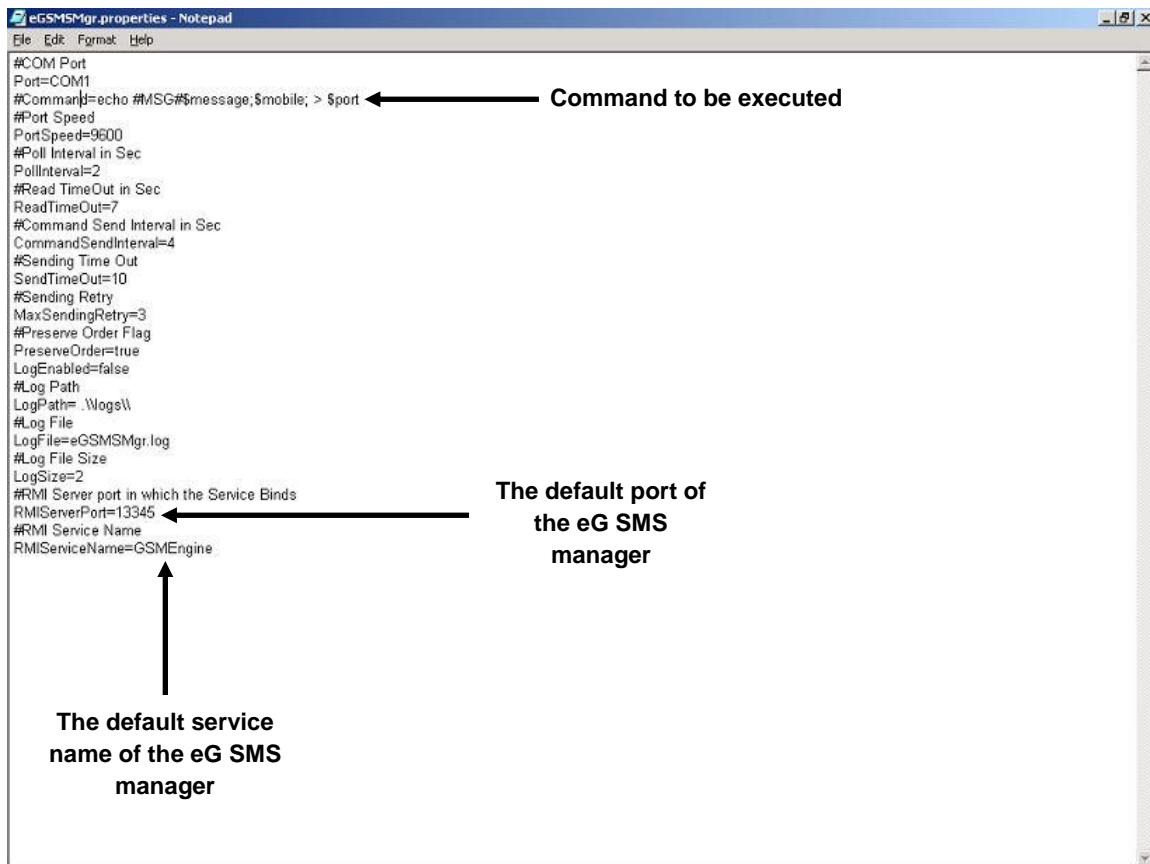 eGSMSMgr.properties - Notepad
File Edit Format Help
#COM Port
Port=COM1
#Command=echo #MSG#$message;$mobile; > $port
Command to be executed
#Port Speed
PortSpeed=9600
#Poll Interval in Sec
PollInterval=2
#Read TimeOut in Sec
ReadTimeOut=7
#Command Send Interval in Sec
CommandSendInterval=4
#Sending Time Out
SendTimeOut=10
#Sending Retry
MaxSendingRetry=3
#Preserve Order Flag
PreserveOrder=true
LogEnabled=false
#Log Path
LogPath= .\\logs\\
#Log File
LogFile=eGSMSMgr.log
#Log File Size
LogSize=2
#RMI Server port in which the Service Binds
RMIServerPort=13345
#RMI Service Name
RMIServiceName=GSMEngine
The default port of
the eG SMS
manager
The default service
name of the eG SMS
manager